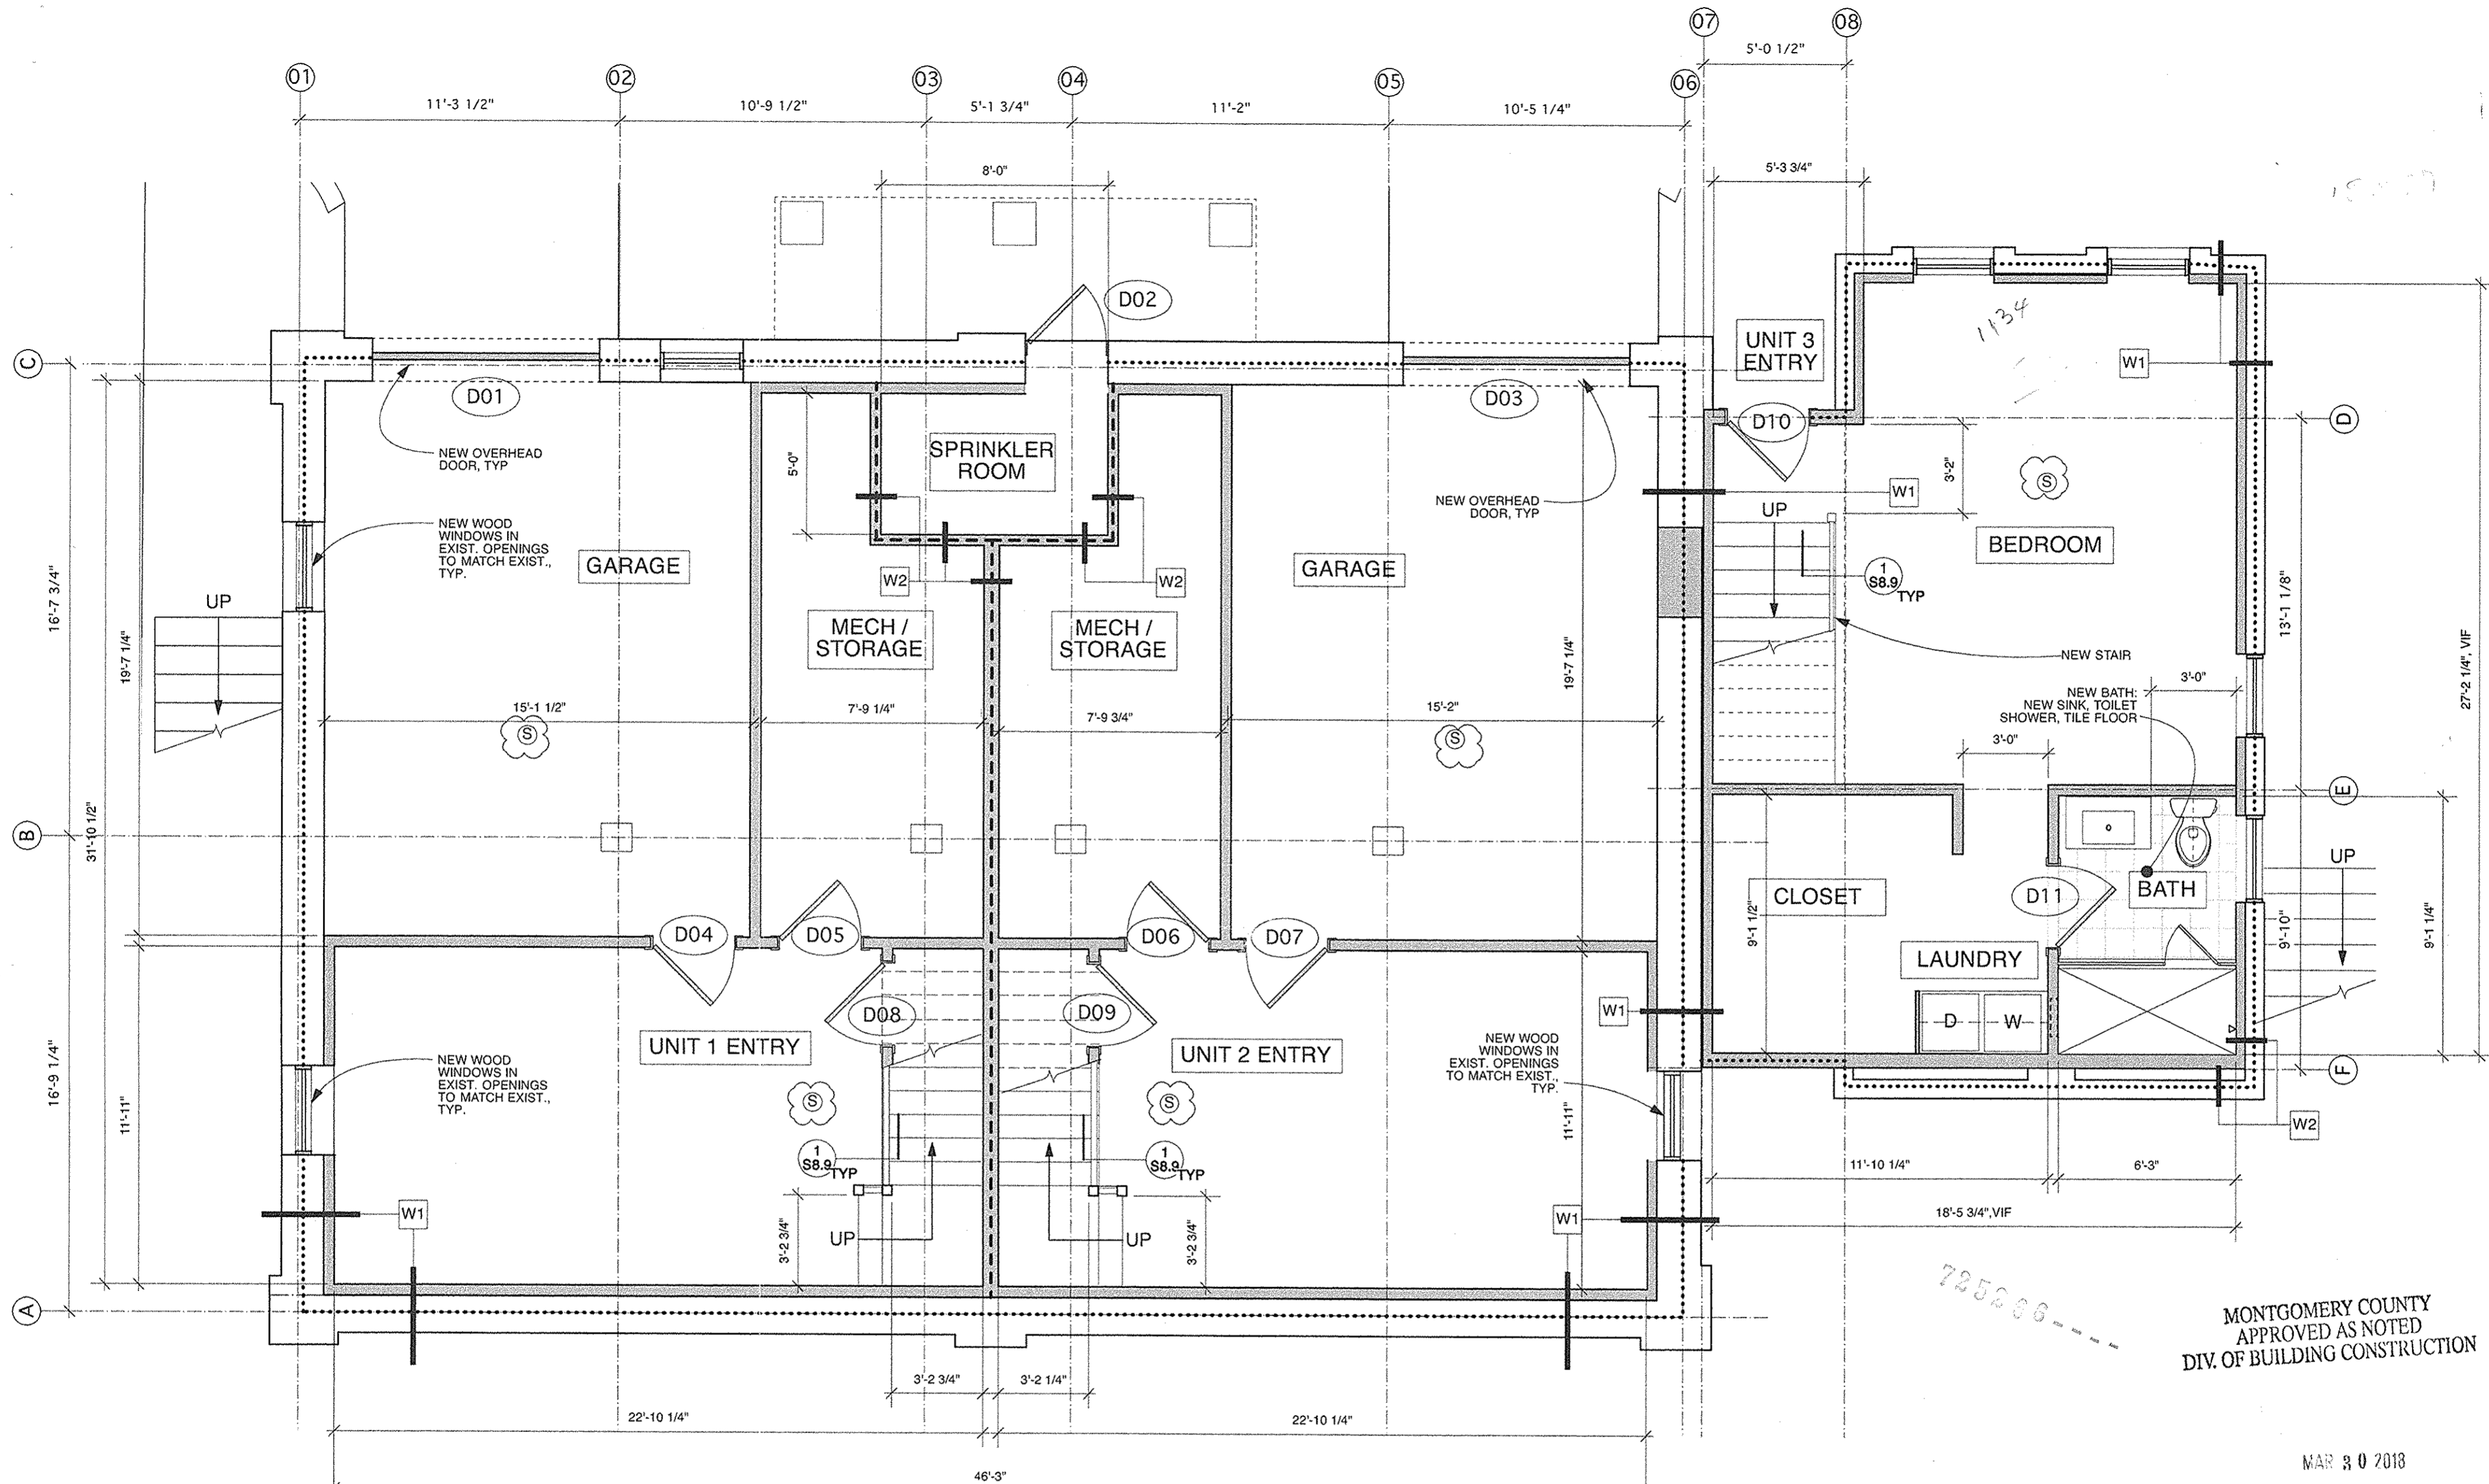 07
08
5'-0 1/2"
01
02
03
04
05
06
11'-3 1/2"
10'-9 1/2"
5'-1 3/4"
11'-2"
10'-5 1/4"
8'-0"
5'-3 3/4"
D02
UNIT 3
ENTRY
1134
W1
C
D01
D03
D10
D
NEW OVERHEAD
DOOR, TYP
SPRINKLER
ROOM
5'-0"
3'-2"
S
NEW OVERHEAD
DOOR, TYP
W1
UP
NEW WOOD
WINDOWS IN
EXIST. OPENINGS
TO MATCH EXIST.,
TYP.
GARAGE
GARAGE
BEDROOM
W2
W2
1
S8.9
TYP
UP
16'-7 3/4"
19'-7 1/4"
MECH /
STORAGE
MECH /
STORAGE
19'-7 1/4"
13'-1 1/8"
27'-2 1/4", VIF
NEW STAIR
3'-0"
NEW BATH:
NEW SINK, TOILET
SHOWER, TILE FLOOR
15'-1 1/2"
7'-9 1/4"
7'-9 3/4"
15'-2"
S
S
3'-0"
E
B
31'-10 1/2"
UP
CLOSET
D11
BATH
9'-1 1/2"
9'-10"
9'-1 1/4"
D04
D05
D06
D07
LAUNDRY
D08
D09
W1
D
W
UNIT 1 ENTRY
UNIT 2 ENTRY
NEW WOOD
WINDOWS IN
EXIST. OPENINGS
TO MATCH EXIST.,
TYP.
NEW WOOD
WINDOWS IN
EXIST. OPENINGS
TO MATCH EXIST.,
TYP.
F
16'-9 1/4"
11'-11"
S
S
11'-11"
W2
1
S8.9
TYP
1
S8.9
TYP
11'-10 1/4"
6'-3"
W1
W1
18'-5 3/4",VIF
3'-2 3/4"
UP
UP
3'-2 3/4"
A
MONTGOMERY COUNTY
APPROVED AS NOTED
DIV. OF BUILDING CONSTRUCTION
3'-2 3/4"
3'-2 1/4"
22'-10 1/4"
22'-10 1/4"
46'-3"
MAR 30 2018